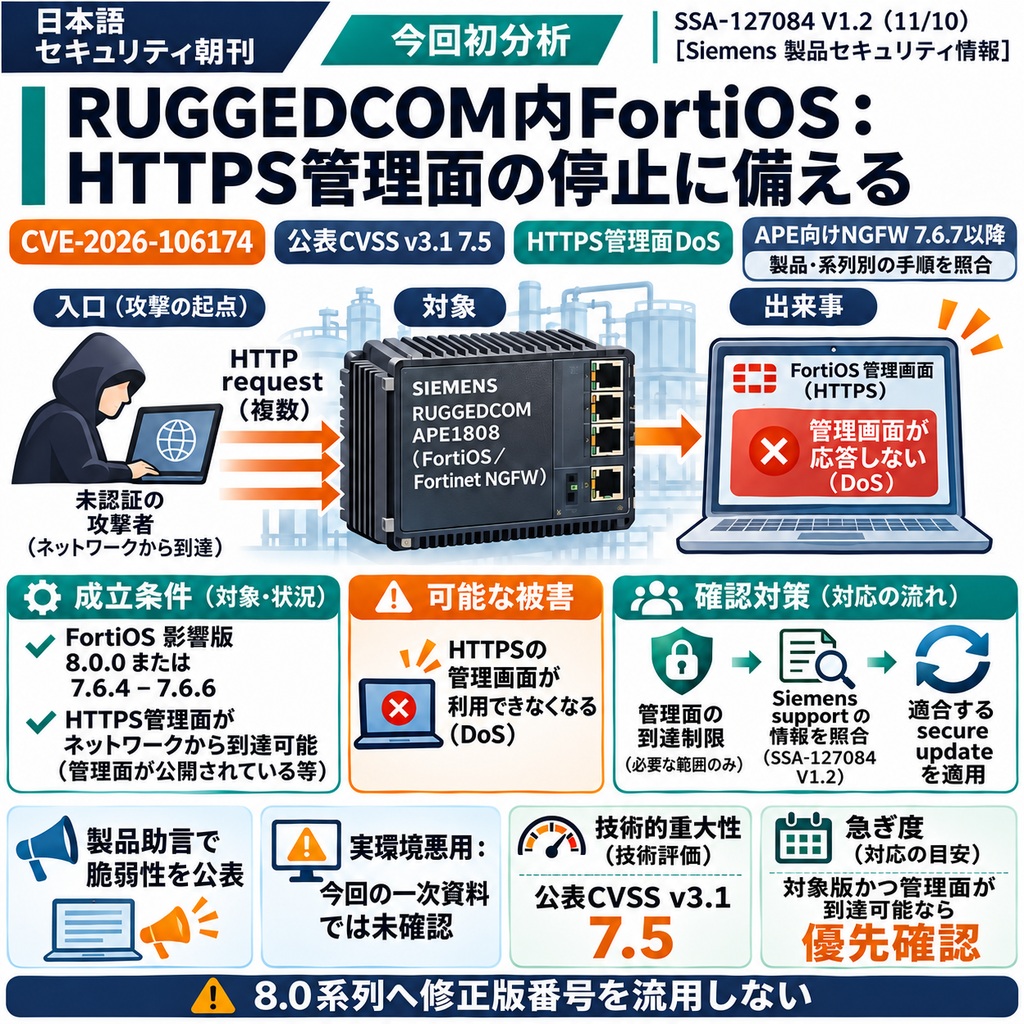 日本語
セキュリティ朝刊
今回初分析
SSA-127084 V1.2（11/10）
［Siemens 製品セキュリティ情報］
RUGGEDCOM内FortiOS：
HTTPS管理面の停止に備える
CVE-2026-106174
公表CVSS v3.1 7.5
HTTPS管理面DoS
APE向けNGFW 7.6.7以降
製品・系列別の手順を照合
入口（攻撃の起点）
対象
出来事
HTTP
request
（複数）
未認証の
攻撃者
（ネットワークから到達）
SIEMENS
RUGGEDCOM
APE1808
（FortiOS／
Fortinet NGFW）
FortiOS 管理画面
（HTTPS）
管理画面が
応答しない
（DoS）
成立条件（対象・状況）
FortiOS 影響版
8.0.0 または
7.6.4 – 7.6.6
HTTPS管理面が
ネットワークから到達可能
（管理面が公開されている等）
可能な被害
HTTPSの
管理画面が
利用できなくなる
（DoS）
確認対策（対応の流れ）
管理面の
到達制限
（必要な範囲のみ）
Siemens
support の
情報を照合
（SSA-127084
V1.2）
適合する
secure
update
を適用
製品助言で
脆弱性を公表
実環境悪用：
今回の一次資料
では未確認
技術的重大性
（技術評価）
公表CVSS v3.1
7.5
急ぎ度
（対応の目安）
対象版かつ管理面が
到達可能なら
優先確認
8.0系列へ修正版番号を流用しない